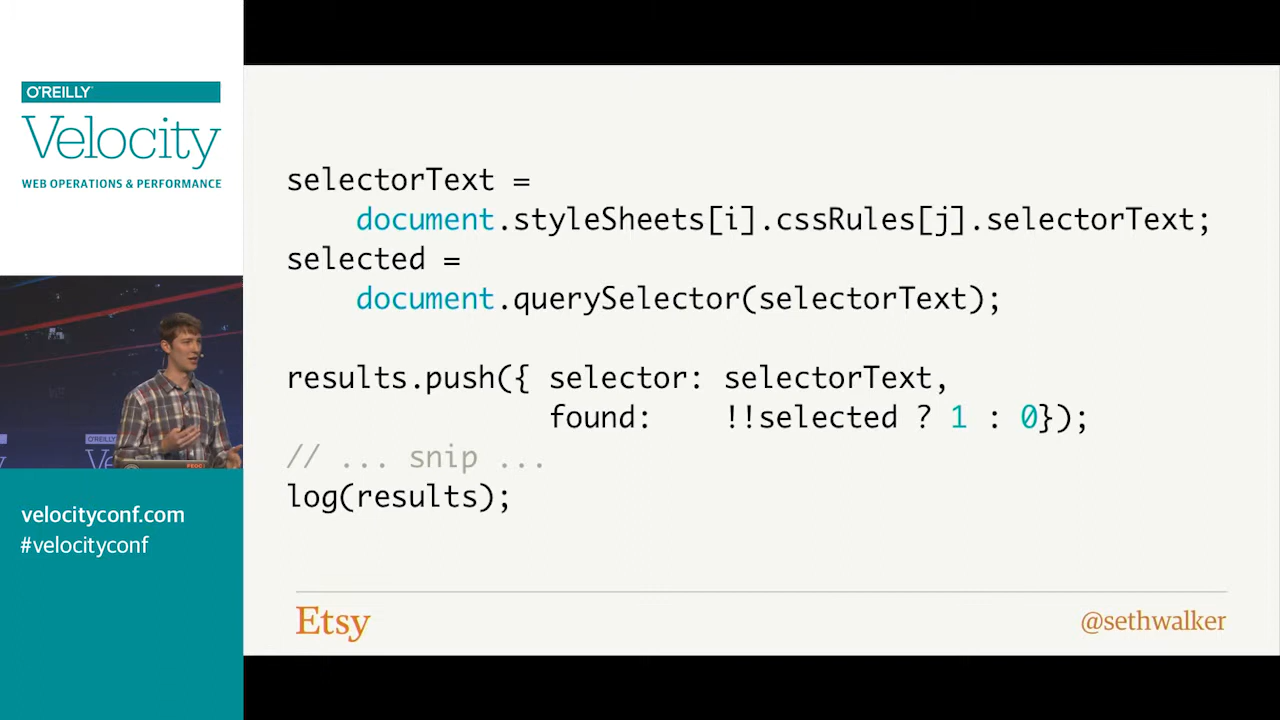 O'REILLY
Velocity
WEB OPERATIONS & PERFORMANCE
selectorText =
    document.styleSheets[i].cssRules[j].selectorText;
selected =
    document.querySelector(selectorText);
results.push({ selector: selectorText,
               found:    !!selected ? 1 : 0});
// ... snip ...
log(results);
Etsy
@sethwalker
O'REILLY
velocityconf.com
#velocityconf